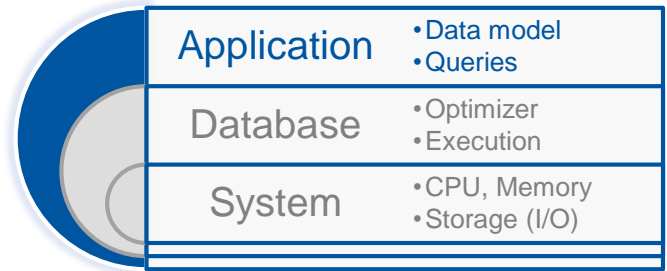 Application
•Data model
•Queries
Database
•Optimizer
•Execution
System
•CPU, Memory
•Storage (I/O)